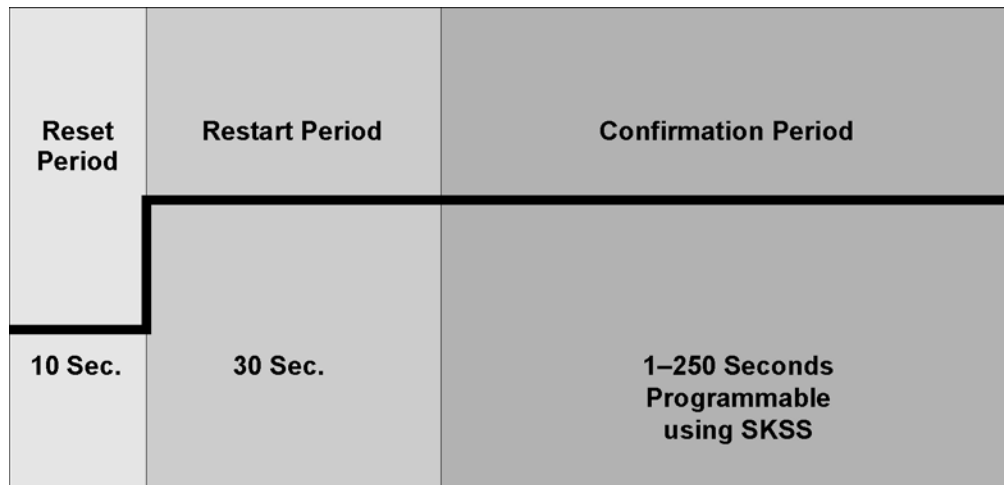 Reset
Period
Restart Period
Confirmation Period
10 Sec.
30 Sec.
1–250 Seconds
Programmable
using SKSS